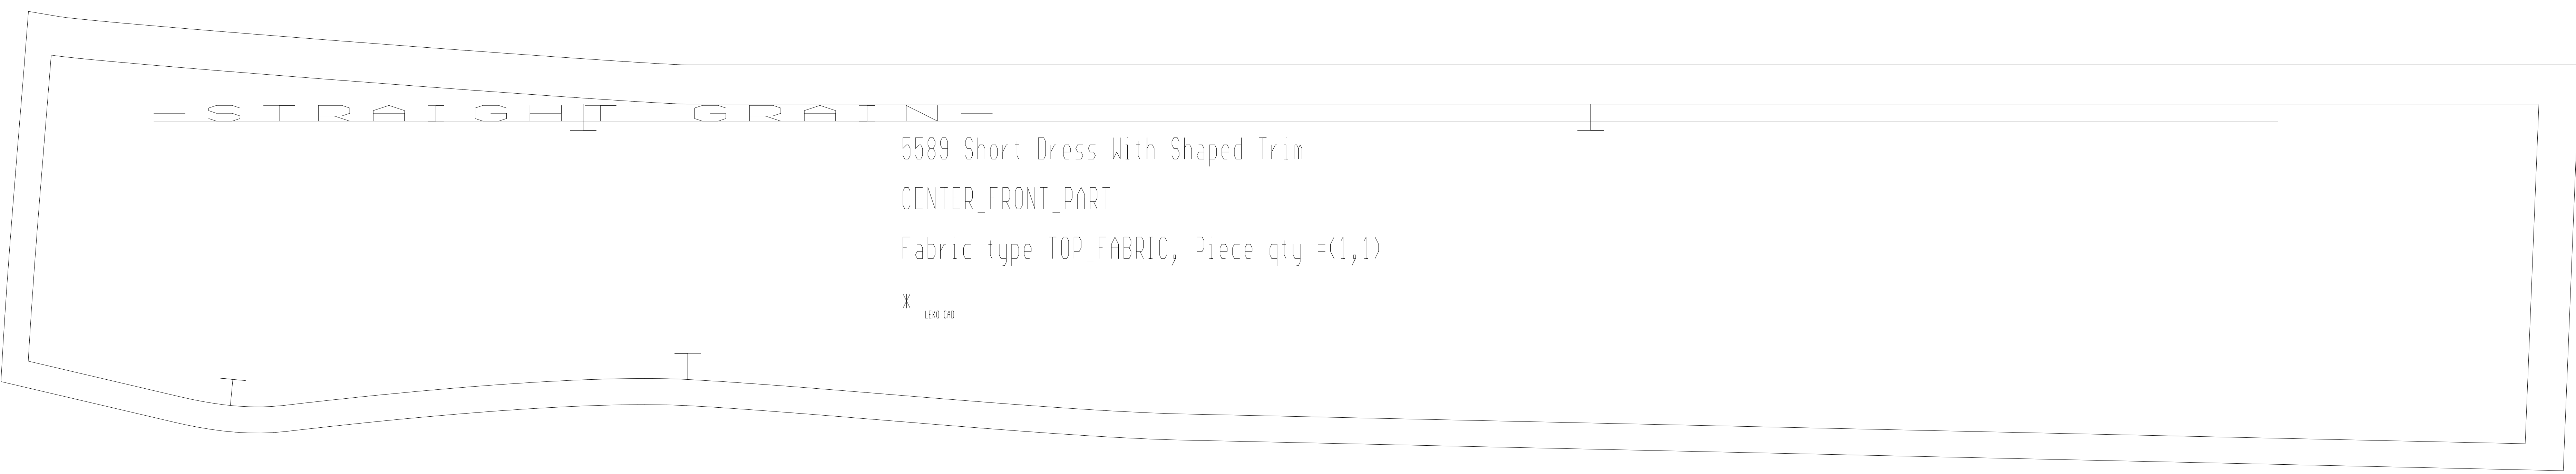 -STRAIGHT GRAIN-
5589 Short Dress With Shaped Trim
CENTER_FRONT_PART
Fabric type TOP_FABRIC, Piece qty =(1,1)
*
LEKO CAD